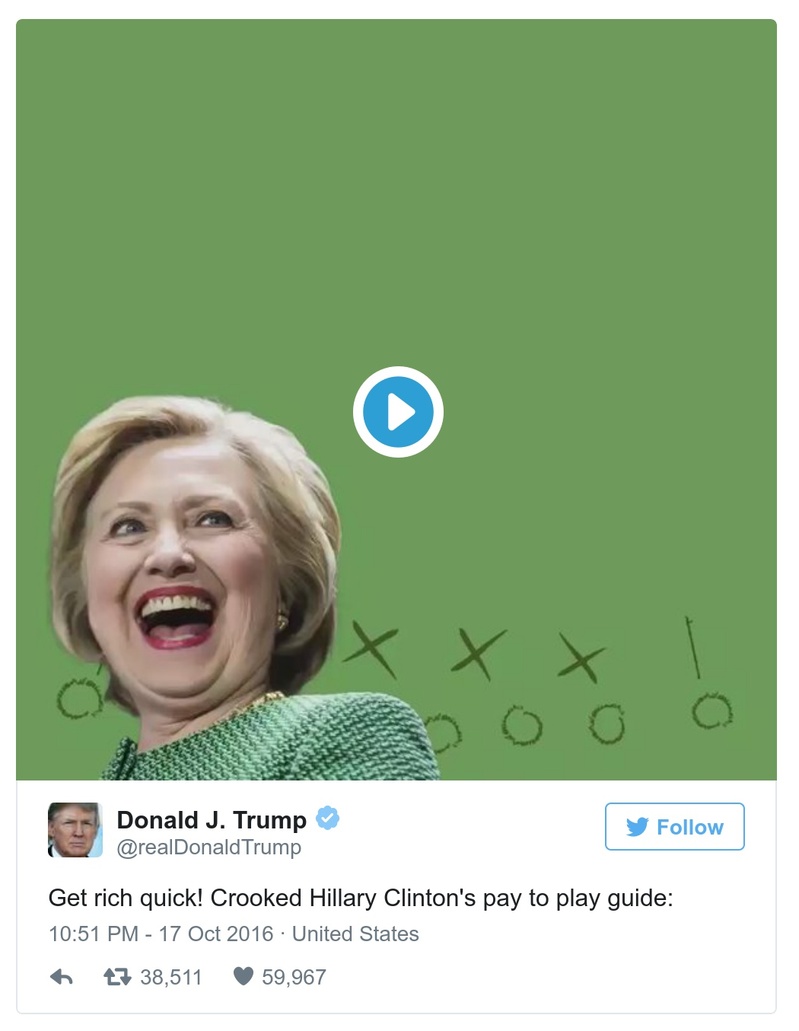 Donald J. Trump
@realDonaldTrump
Follow
Get rich quick! Crooked Hillary Clinton's pay to play guide:
10:51 PM - 17 Oct 2016 · United States
38,511 59,967